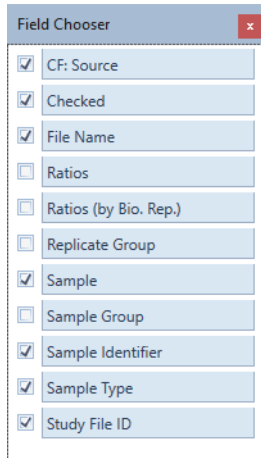 Field Chooser
x
CF: Source
Checked
File Name
Ratios
Ratios (by Bio. Rep.)
Replicate Group
Sample
Sample Group
Sample Identifier
Sample Type
Study File ID